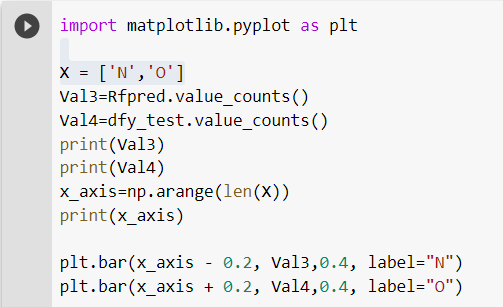 import matplotlib.pyplot as plt
X = ['N','O']
Val3=Rfpred.value_counts()
Val4=dfy_test.value_counts()
print(Val3)
print(Val4)
x_axis=np.arange(len(X))
print(x_axis)
plt.bar(x_axis - 0.2, Val3,0.4, label="N")
plt.bar(x_axis + 0.2, Val4,0.4, label="O")